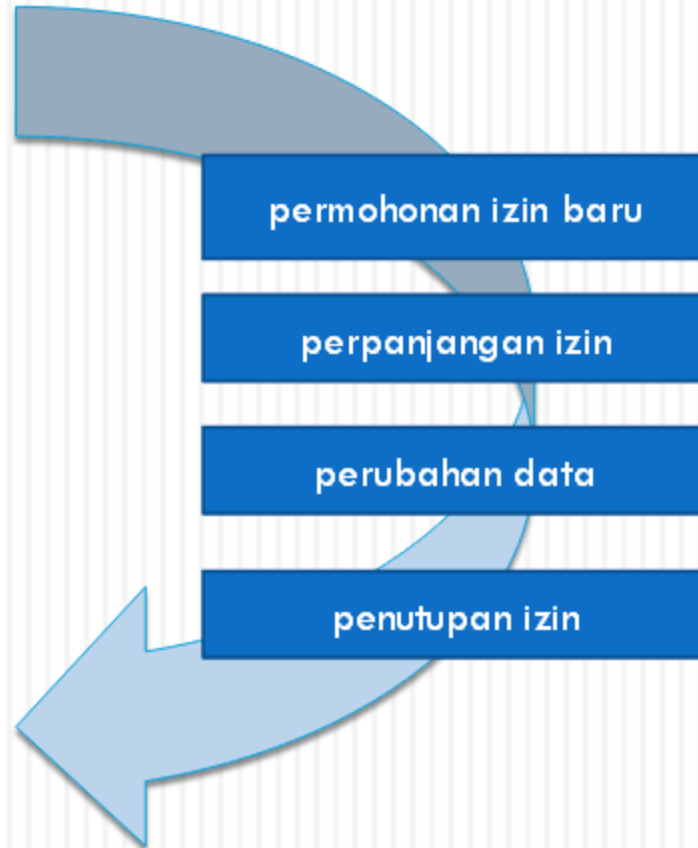 permohonan izin baru
perpanjangan izin
perubahan data
penutupan izin